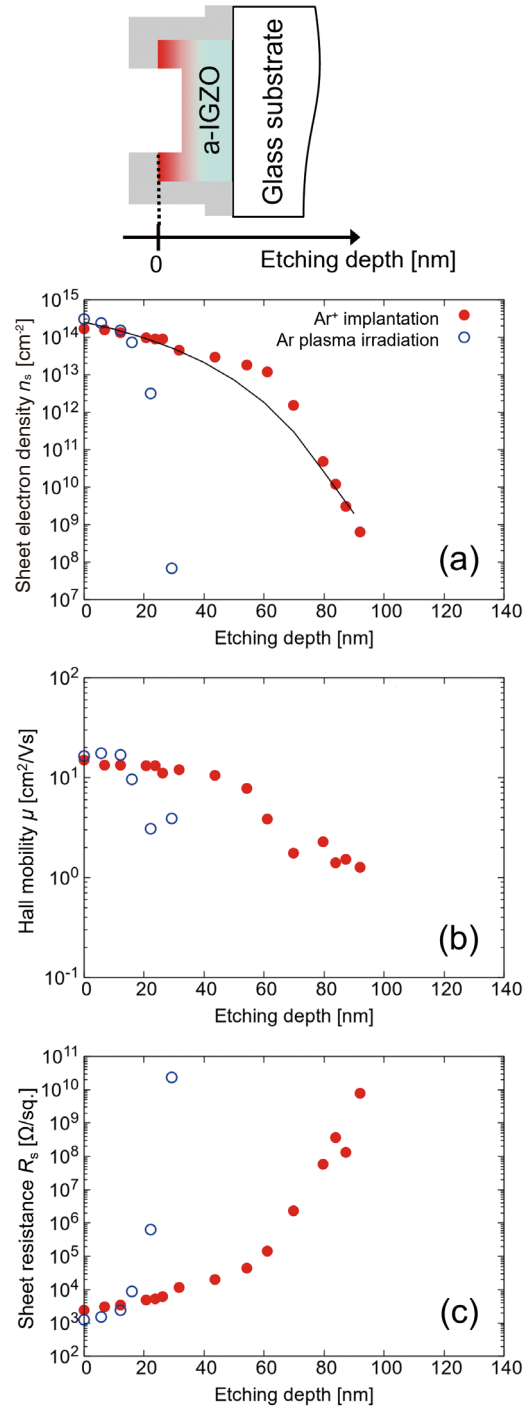 a-IGZO
Glass substrate
0
Etching depth [nm]
10¹⁵
10¹⁴
10¹³
10¹²
10¹¹
10¹⁰
10⁹
10⁸
10⁷
Sheet electron density nₛ [cm⁻²]
Ar⁺ implantation
Ar plasma irradiation
(a)
0 20 40 60 80 100 120 140
Etching depth [nm]
10²
10¹
10⁰
10⁻¹
Hall mobility μ [cm²/Vs]
(b)
0 20 40 60 80 100 120 140
Etching depth [nm]
10¹¹
10¹⁰
10⁹
10⁸
10⁷
10⁶
10⁵
10⁴
10³
10²
Sheet resistance Rₛ [Ω/sq.]
(c)
0 20 40 60 80 100 120 140
Etching depth [nm]